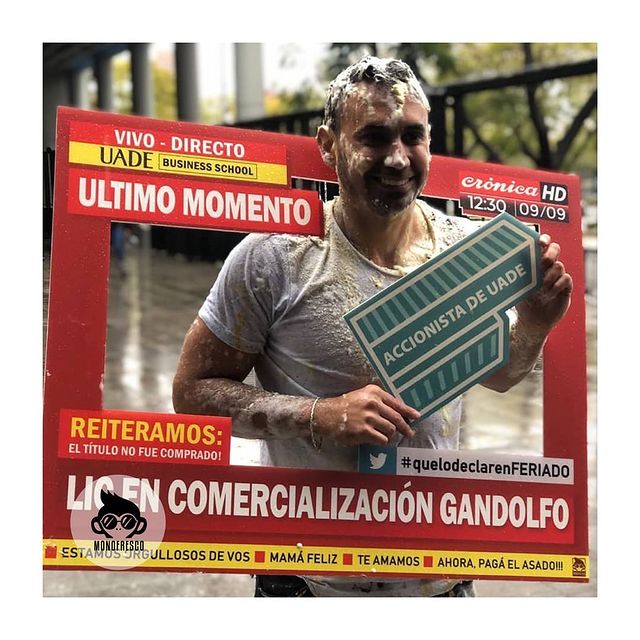 VIVO - DIRECTO
UADE BUSINESS SCHOOL
ULTIMO MOMENTO
crónica HD
12:30 09/09
ACCIONISTA DE UADE
REITERAMOS:
EL TÍTULO NO FUE COMPRADO!
#quelodeclarenFERIADO
LIC EN COMERCIALIZACIÓN GANDOLFO
MONOFRESCO
ESTAMOS ORGULLOSOS DE VOS MAMÁ FELIZ TE AMAMOS AHORA, PAGÁ EL ASADO!!!